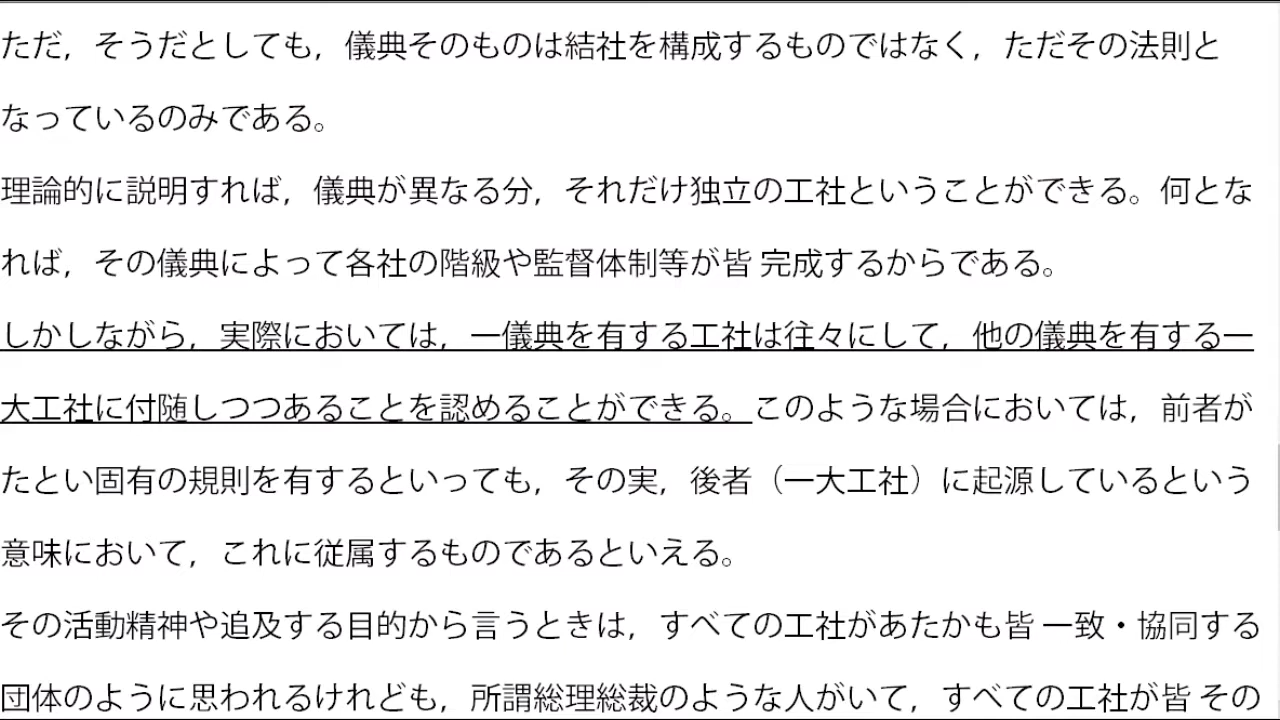 ただ，そうだとしても，儀典そのものは結社を構成するものではなく，ただその法則と
なっているのみである。
理論的に説明すれば，儀典が異なる分，それだけ独立の工社ということができる。何とな
れば，その儀典によって各社の階級や監督体制等が皆 完成するからである。
しかしながら，実際においては，一儀典を有する工社は往々にして，他の儀典を有する一
大工社に付随しつつあることを認めることができる。このような場合においては，前者が
たとい固有の規則を有するといっても，その実，後者（一大工社）に起源しているという
意味において，これに従属するものであるといえる。
その活動精神や追及する目的から言うときは，すべての工社があたかも皆 一致・協同する
団体のように思われるけれども，所謂総理総裁のような人がいて，すべての工社が皆 その